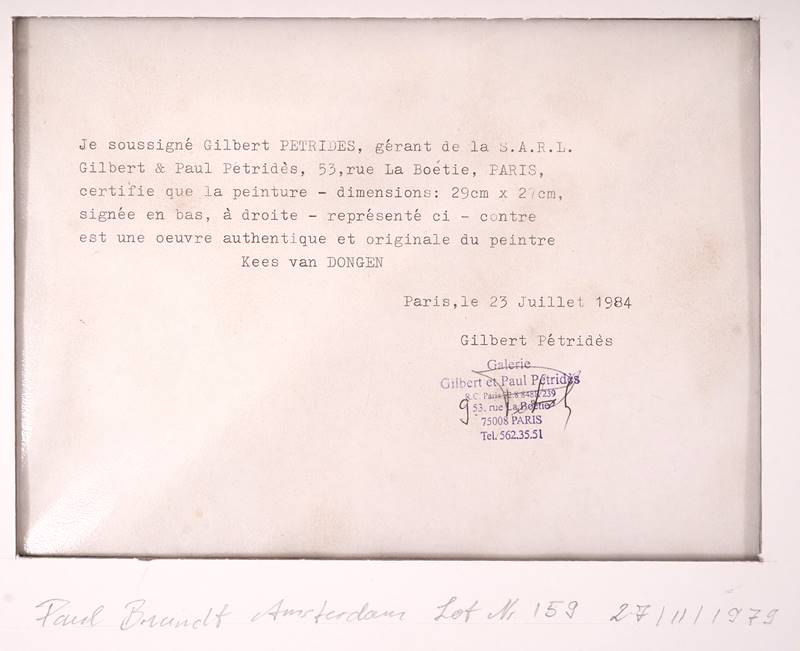 Je soussigné Gilbert PETRIDES, gérant de la S.A.R.L.
Gilbert & Paul Pétridès, 53,rue La Boétie, PARIS,
certifie que la peinture - dimensions: 29cm x 27cm,
signée en bas, à droite - représenté ci - contre
est une oeuvre authentique et originale du peintre
Kees van DONGEN
Paris,le 23 Juillet 1984
Gilbert Pétridès
Galerie
Gilbert et Paul Pétridès
R.C. Paris
53, rue La Boétie
75008 PARIS
Tel. 562.35.51
Paul Brandt Amsterdam Lot Nr 159 27/11/1979